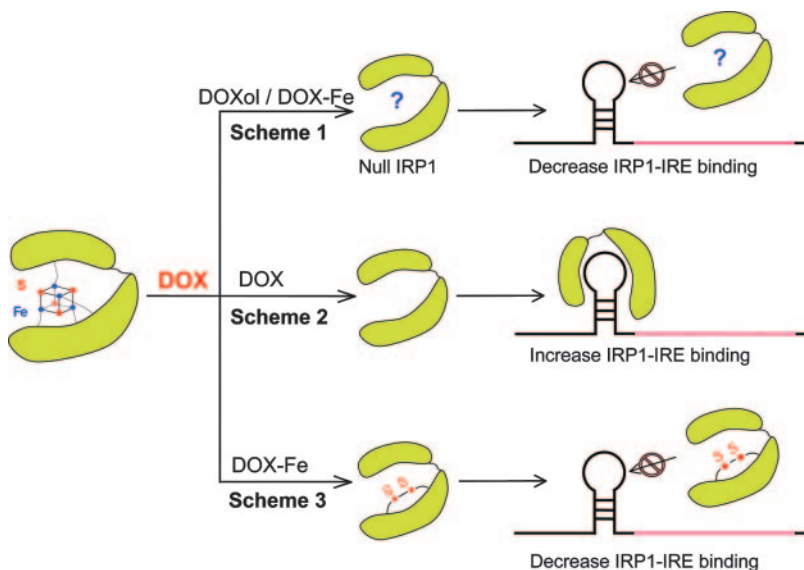 DOXol / DOX-Fe
Scheme 1
?
Null IRP1
?
Decrease IRP1-IRE binding
S
Fe
DOX
DOX
Scheme 2
Increase IRP1-IRE binding
DOX-Fe
Scheme 3
S S
S S
Decrease IRP1-IRE binding